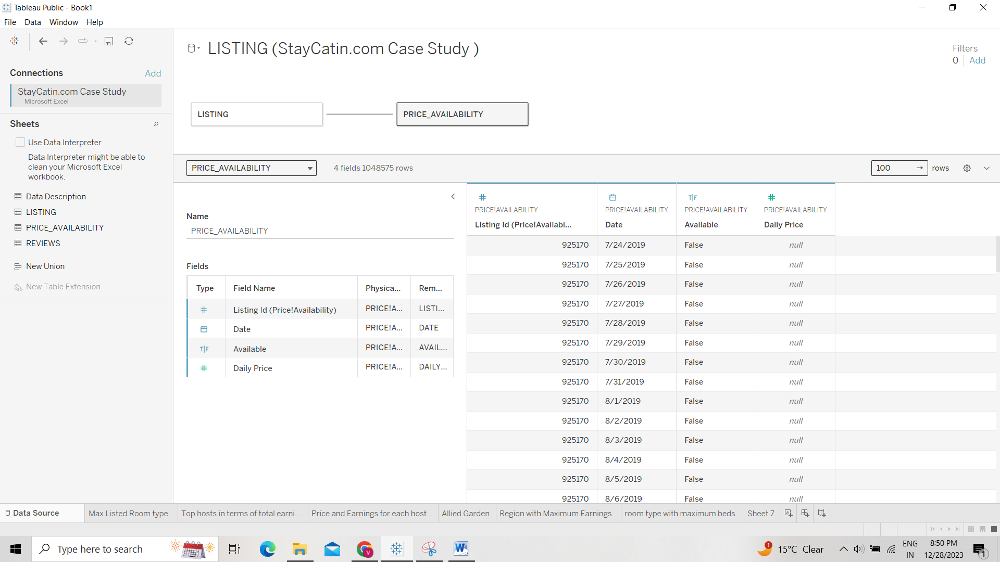 Tableau Public - Book1
File Data Window Help
Connections Add
StayCatin.com Case Study
Microsoft Excel
Sheets
Use Data Interpreter
Data Interpreter might be able to
clean your Microsoft Excel
workbook.
Data Description
LISTING
PRICE_AVAILABILITY
REVIEWS
New Union
New Table Extension
LISTING (StayCatin.com Case Study )
Filters
0 Add
LISTING
PRICE_AVAILABILITY
PRICE_AVAILABILITY 4 fields 1048575 rows 100 → rows
Name
PRICE_AVAILABILITY
Fields
Type Field Name Physica... Rem...
# Listing Id (Price!Availability) PRICE!A... LISTI...
Date PRICE!A... DATE
T|F Available PRICE!A... AVAIL...
# Daily Price PRICE!A... DAILY...
# T|F #
PRICE!AVAILABILITY PRICE!AVAILABILITY PRICE!AVAILABILITY PRICE!AVAILABILITY
Listing Id (Price!Availabi... Date Available Daily Price
925170 7/24/2019 False null
925170 7/25/2019 False null
925170 7/26/2019 False null
925170 7/27/2019 False null
925170 7/28/2019 False null
925170 7/29/2019 False null
925170 7/30/2019 False null
925170 7/31/2019 False null
925170 8/1/2019 False null
925170 8/2/2019 False null
925170 8/3/2019 False null
925170 8/4/2019 False null
925170 8/5/2019 False null
925170 8/6/2019 False null
Data Source Max Listed Room type Top hosts in terms of total earni... Price and Earnings for each host... Allied Garden Region with Maximum Earnings room type with maximum beds Sheet 7
Type here to search V W 1 15°C Clear ENG 8:50 PM
IN 12/28/2023 1